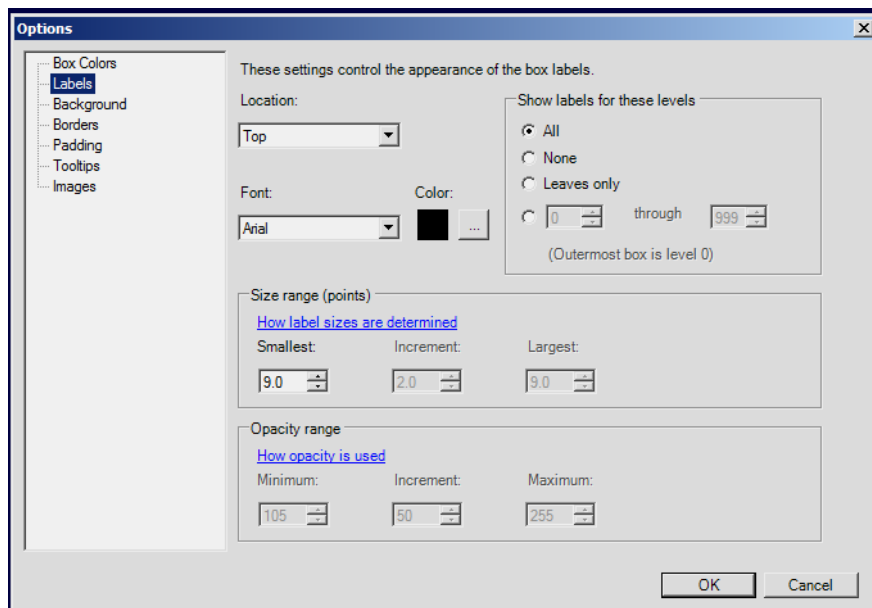 Options
Box Colors
Labels
Background
Borders
Padding
Tooltips
Images
These settings control the appearance of the box labels.
Location:
Top
Font:
Color:
Arial
...
Show labels for these levels
All
None
Leaves only
0 through 999
(Outermost box is level 0)
Size range (points)
How label sizes are determined
Smallest: Increment: Largest:
9.0 2.0 9.0
Opacity range
How opacity is used
Minimum: Increment: Maximum:
105 50 255
OK Cancel